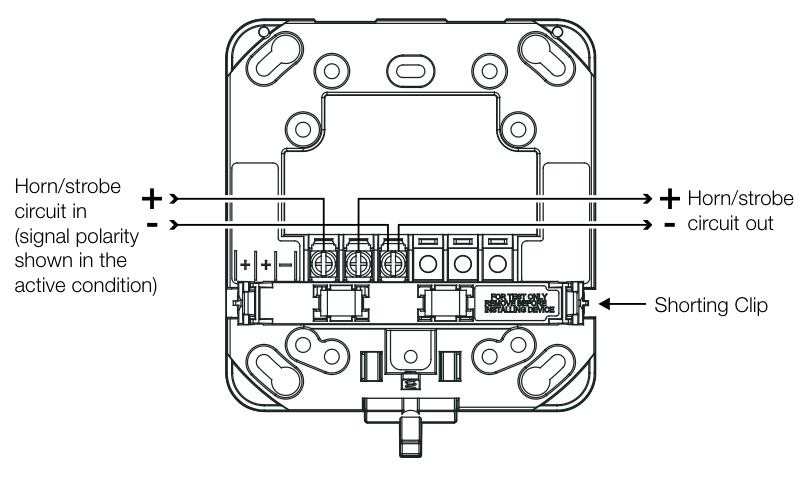 Horn/strobe
circuit in
(signal polarity
shown in the
active condition)
+
-
+
-
Horn/strobe
circuit out
+ + −
FOR TEST ONLY
REMOVE BEFORE
INSTALLING DEVICE
Shorting Clip